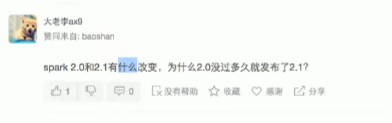 大老李ax9
赞同来自: baoshan
spark 2.0和2.1有什么改变，为什么2.0没过多久就发布了2.1?
1 0 没有帮助 收藏 感谢 分享